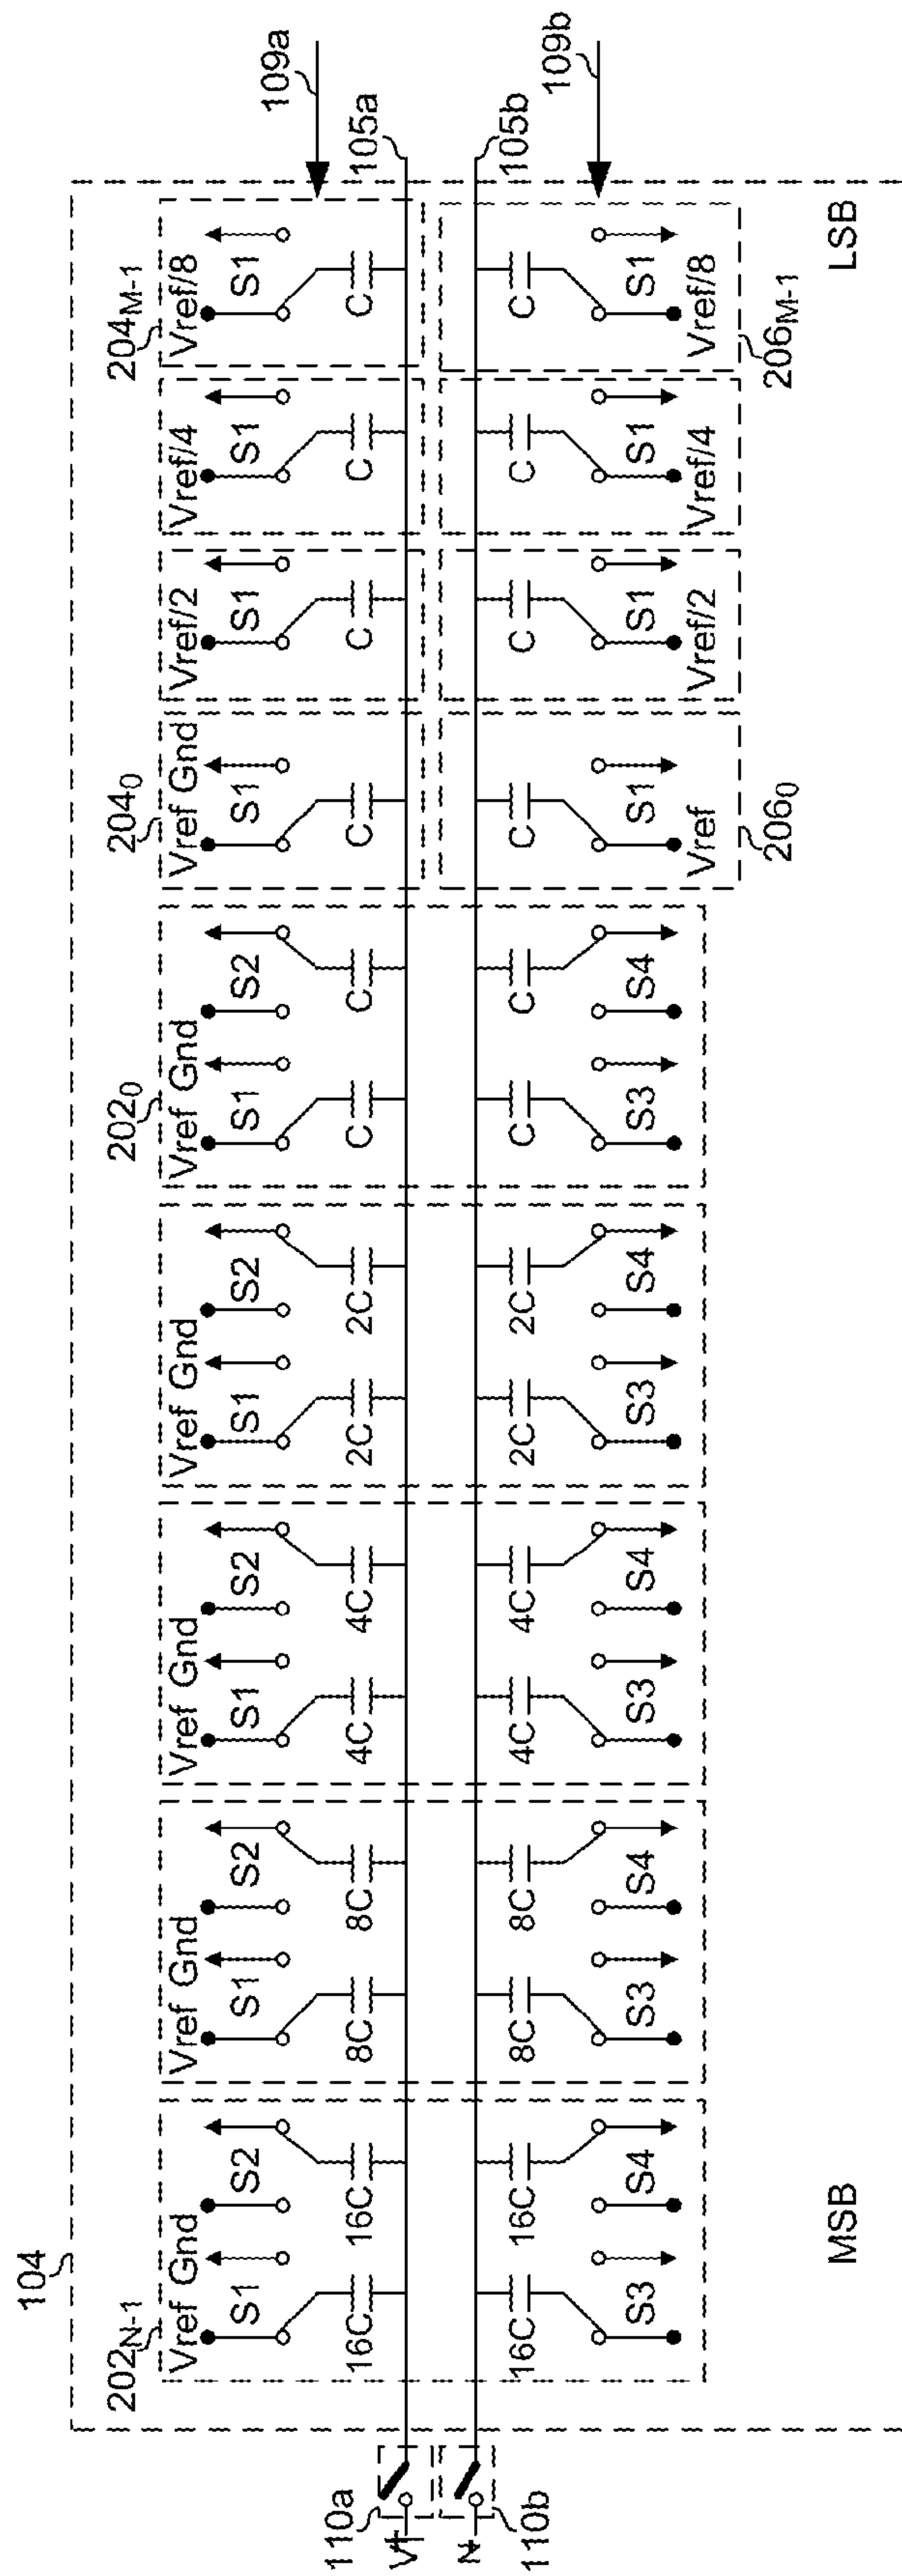 104
202N-1
202₀
204₀
204M-1
109a
Vref Gnd
Vref Gnd
Vref Gnd
Vref Gnd
Vref Gnd
Vref Gnd
Vref/2
Vref/4
Vref/8
S1 S2 S1 S2 S1 S2 S1 S2 S1 S2 S1 S1 S1 S1
16C 16C 8C 8C 4C 4C 2C 2C C C C C C C
105a
110a
105b
110b
16C 16C 8C 8C 4C 4C 2C 2C C C C C C C
109b
S3 S4 S3 S4 S3 S4 S3 S4 S3 S4 S1 S1 S1 S1
Vref Vref/2 Vref/4 Vref/8
206₀
206M-1
MSB
LSB